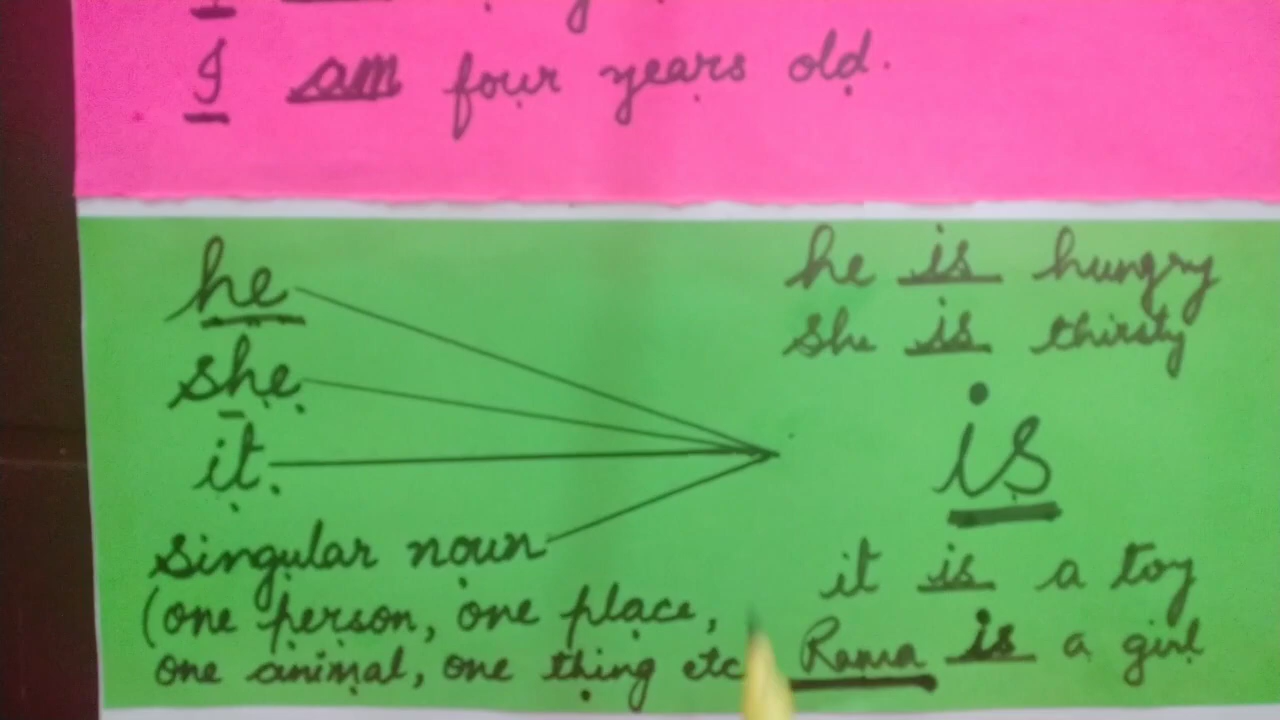 I am four years old.
he
she
it
singular noun
(one person, one place,
one animal, one thing etc
he is hungry
she is thirsty
is
it is a toy
Rama is a girl